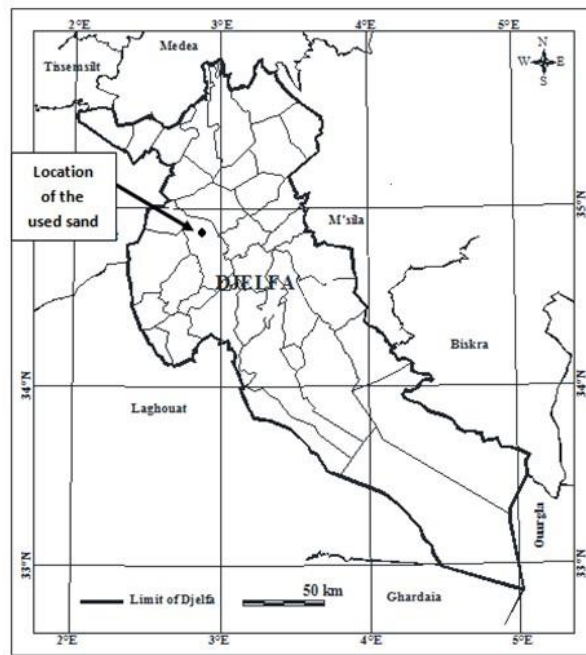 2°E
3°E
4°E
5°E
Medea
Tissemsilt
N
W E
S
Location
of the
used sand
35°N
35°N
M'sila
DJELFA
Biskra
34°N
34°N
Laghouat
Ouargla
33°N
33°N
Limit of Djelfa
50 km
Ghardaia
2°E
3°E
4°E
5°E